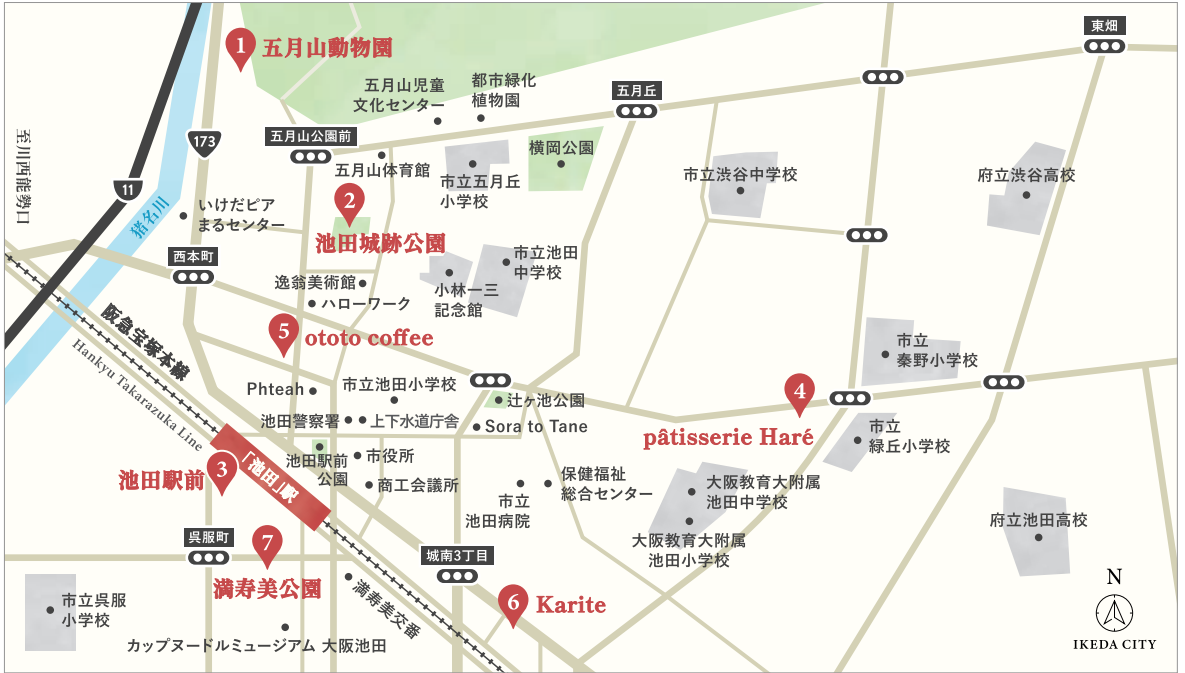 1
五月山動物園
東畑
五月山児童
文化センター
都市緑化
植物園
五月丘
至川西能勢口
173
五月山公園前
11
五月山体育館
横岡公園
市立五月丘
小学校
市立渋谷中学校
府立渋谷高校
猪名川
いけだピア
まるセンター
2
池田城跡公園
西本町
市立池田
中学校
逸翁美術館
ハローワーク
小林一三
記念館
阪急宝塚本線
Hankyu Takarazuka Line
5
ototo coffee
市立
秦野小学校
Phteah
市立池田小学校
辻ヶ池公園
4
pâtisserie Haré
池田警察署
上下水道庁舎
Sora to Tane
市立
緑丘小学校
「池田」駅
3
池田駅前
池田駅前
公園
市役所
商工会議所
市立
池田病院
保健福祉
総合センター
大阪教育大附属
池田中学校
大阪教育大附属
池田小学校
府立池田高校
呉服町
7
満寿美公園
城南3丁目
満寿美交番
6
Karite
市立呉服
小学校
カップヌードルミュージアム 大阪池田
N
IKEDA CITY